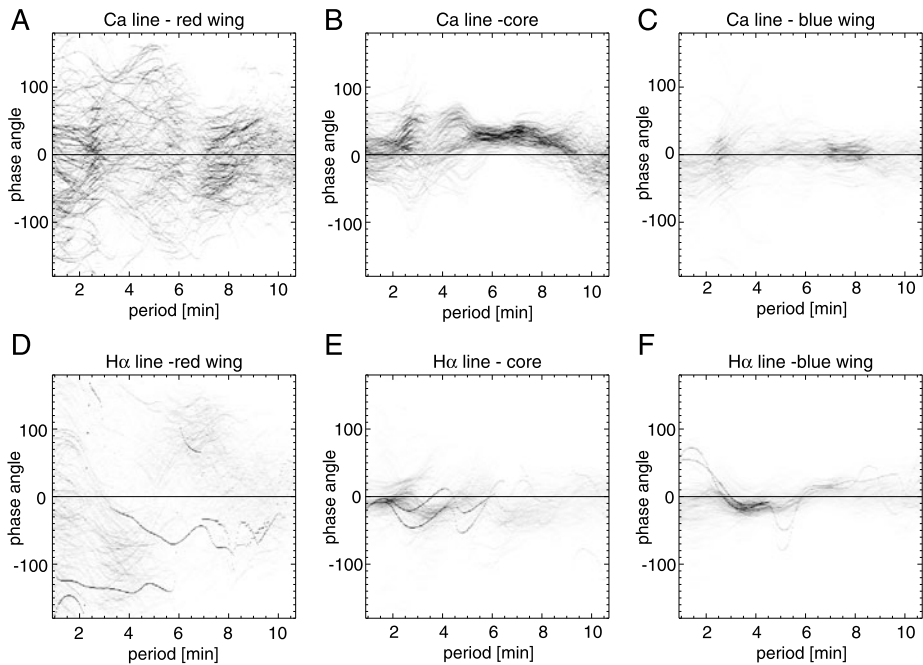 A
Ca line - red wing
100
0
-100
phase angle
2 4 6 8 10
period [min]
B
Ca line -core
100
0
-100
phase angle
2 4 6 8 10
period [min]
C
Ca line - blue wing
100
0
-100
phase angle
2 4 6 8 10
period [min]
D
Hα line -red wing
100
0
-100
phase angle
2 4 6 8 10
period [min]
E
Hα line - core
100
0
-100
phase angle
2 4 6 8 10
period [min]
F
Hα line -blue wing
100
0
-100
phase angle
2 4 6 8 10
period [min]